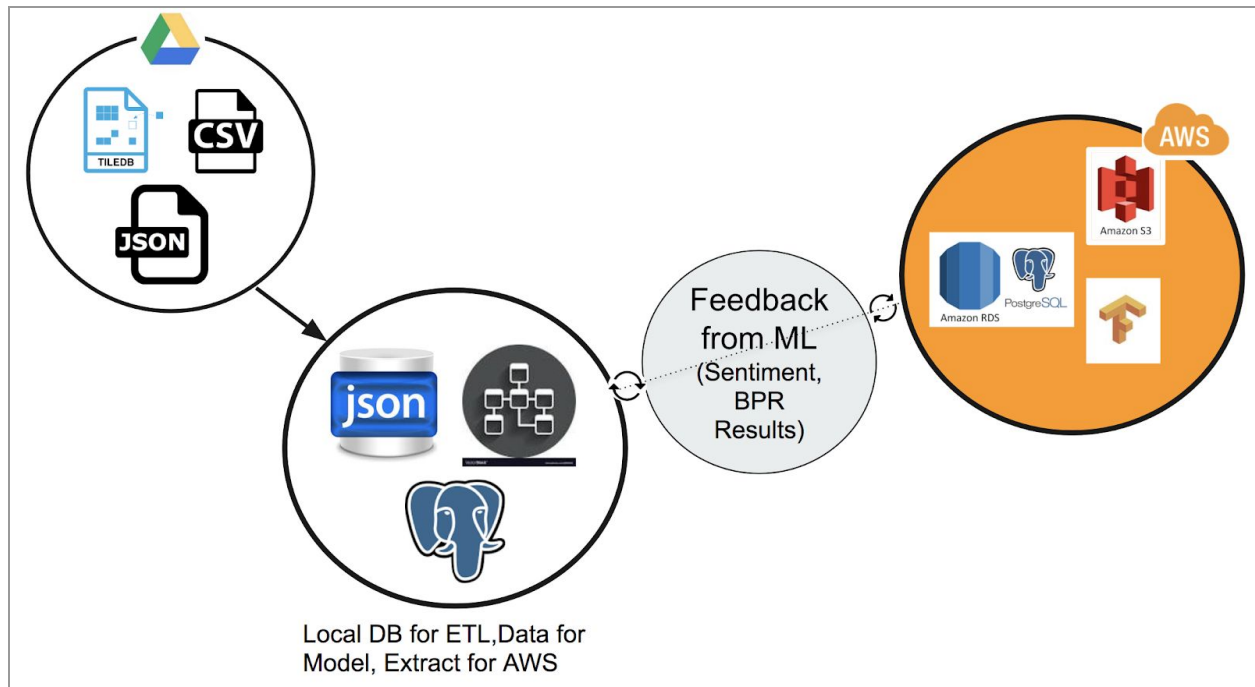 TILEDB
CSV
JSON
json
Local DB for ETL,Data for
Model, Extract for AWS
Feedback
from ML
(Sentiment,
BPR
Results)
AWS
Amazon S3
Amazon RDS
PostgreSQL